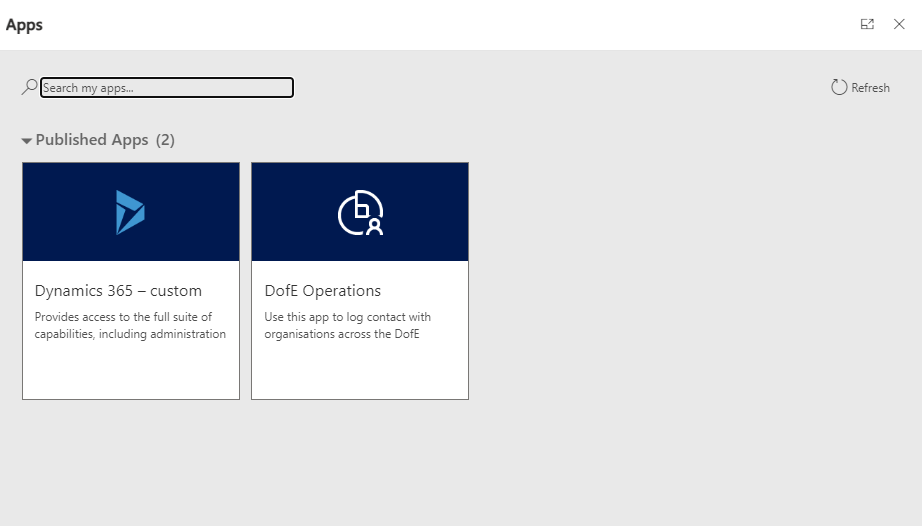 Apps
Search my apps...
Refresh
Published Apps (2)
Dynamics 365 – custom
Provides access to the full suite of
capabilities, including administration
DofE Operations
Use this app to log contact with
organisations across the DofE